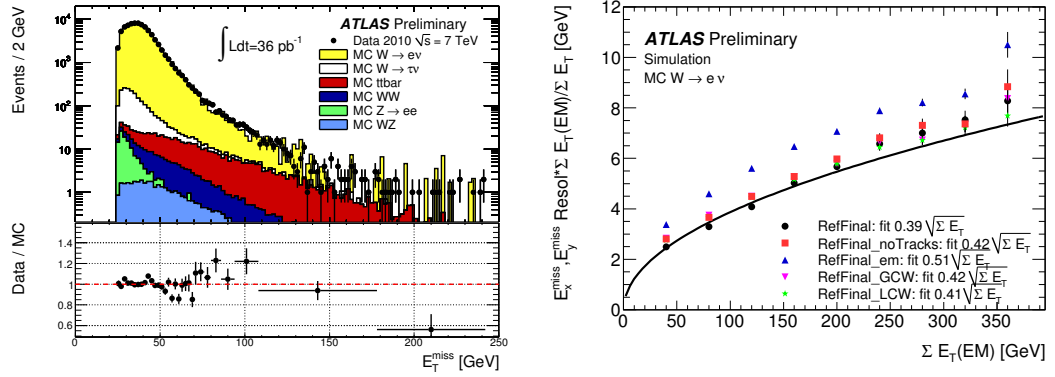 ATLAS Preliminary
∫ Ldt=36 pb⁻¹
Data 2010 √s = 7 TeV
MC W → eν
MC W → τν
MC ttbar
MC WW
MC Z → ee
MC WZ
Events / 2 GeV
10⁴
10³
10²
10
1
Data / MC
1.4
1.2
1
0.8
0.6
0 50 100 150 200 250
E_T^miss [GeV]
ATLAS Preliminary
Simulation
MC W → e ν
E_x^miss, E_y^miss Resol*Σ E_T(EM)/Σ E_T [GeV]
12
10
8
6
4
2
0
RefFinal: fit 0.39√Σ E_T
RefFinal_noTracks: fit 0.42√Σ E_T
RefFinal_em: fit 0.51√Σ E_T
RefFinal_GCW: fit 0.42√Σ E_T
RefFinal_LCW: fit 0.41√Σ E_T
0 50 100 150 200 250 300 350
Σ E_T(EM) [GeV]